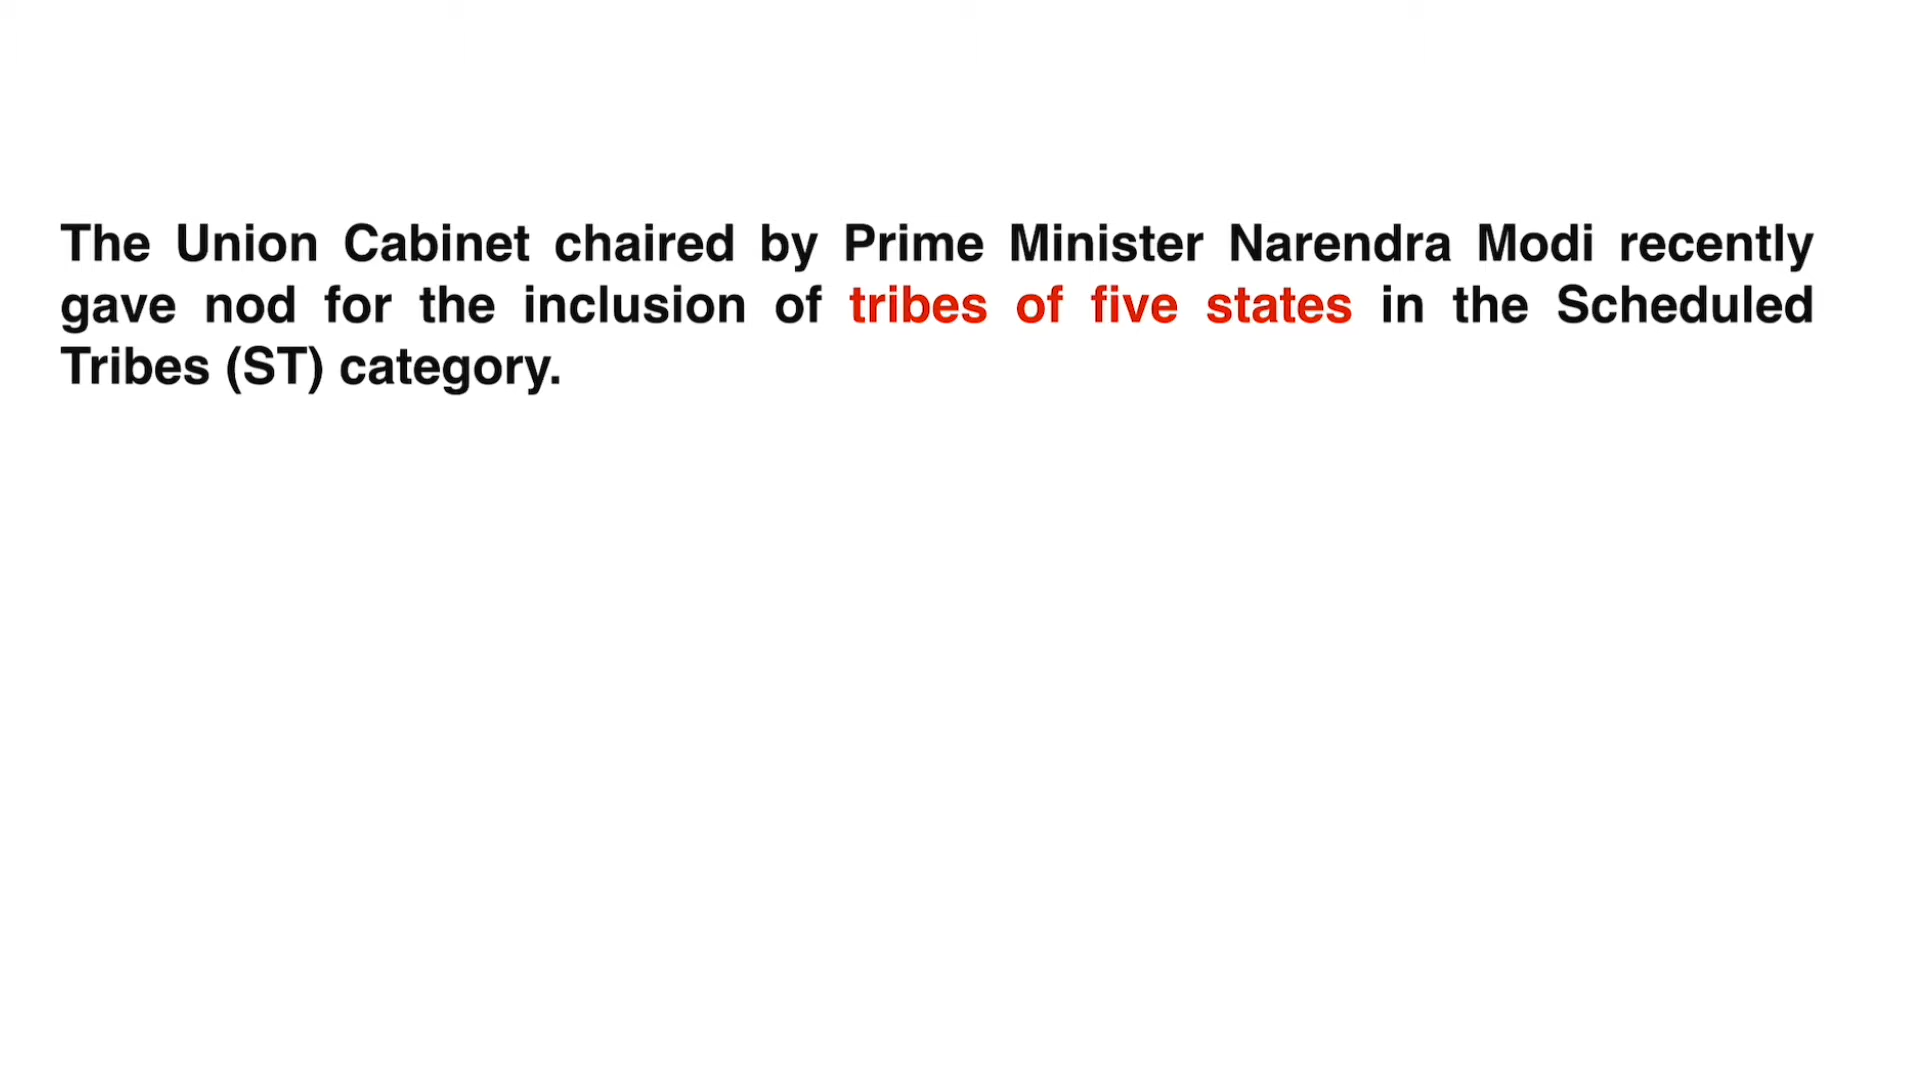 The Union Cabinet chaired by Prime Minister Narendra Modi recently
gave nod for the inclusion of tribes of five states in the Scheduled
Tribes (ST) category.